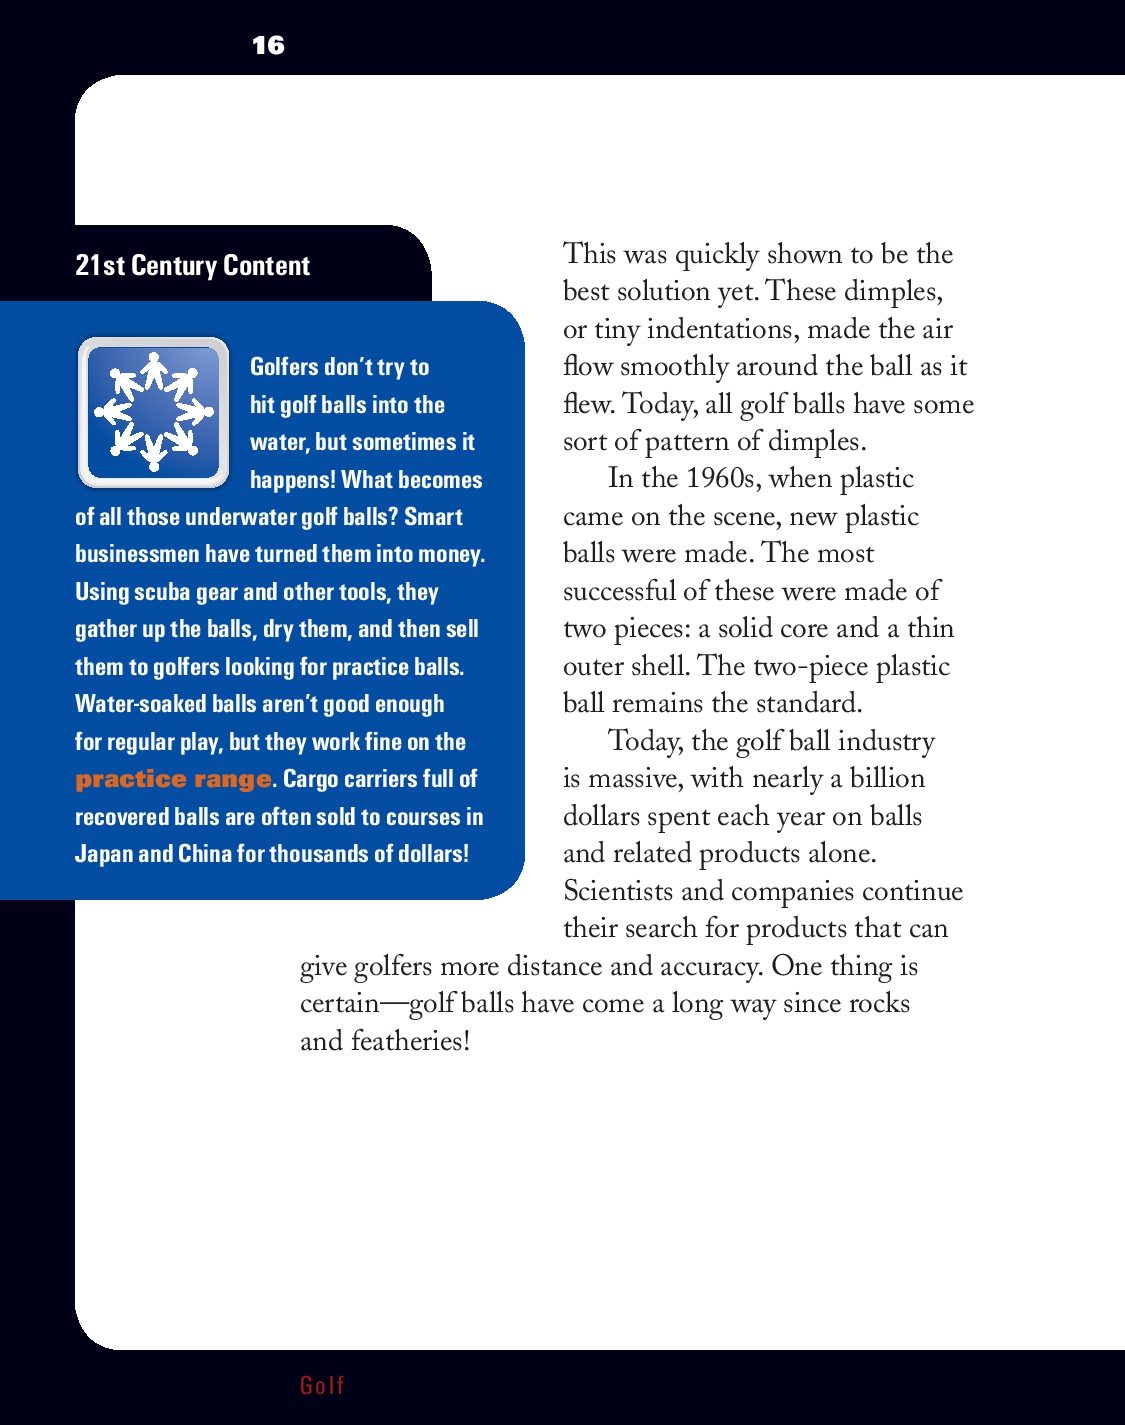 16
21st Century Content
Golfers don't try to
hit golf balls into the
water, but sometimes it
happens! What becomes
of all those underwater golf balls? Smart
businessmen have turned them into money.
Using scuba gear and other tools, they
gather up the balls, dry them, and then sell
them to golfers looking for practice balls.
Water-soaked balls aren't good enough
for regular play, but they work fine on the
practice range. Cargo carriers full of
recovered balls are often sold to courses in
Japan and China for thousands of dollars!
This was quickly shown to be the
best solution yet. These dimples,
or tiny indentations, made the air
flow smoothly around the ball as it
flew. Today, all golf balls have some
sort of pattern of dimples.
In the 1960s, when plastic
came on the scene, new plastic
balls were made. The most
successful of these were made of
two pieces: a solid core and a thin
outer shell. The two-piece plastic
ball remains the standard.
Today, the golf ball industry
is massive, with nearly a billion
dollars spent each year on balls
and related products alone.
Scientists and companies continue
their search for products that can
give golfers more distance and accuracy. One thing is
certain—golf balls have come a long way since rocks
and featheries!
Golf